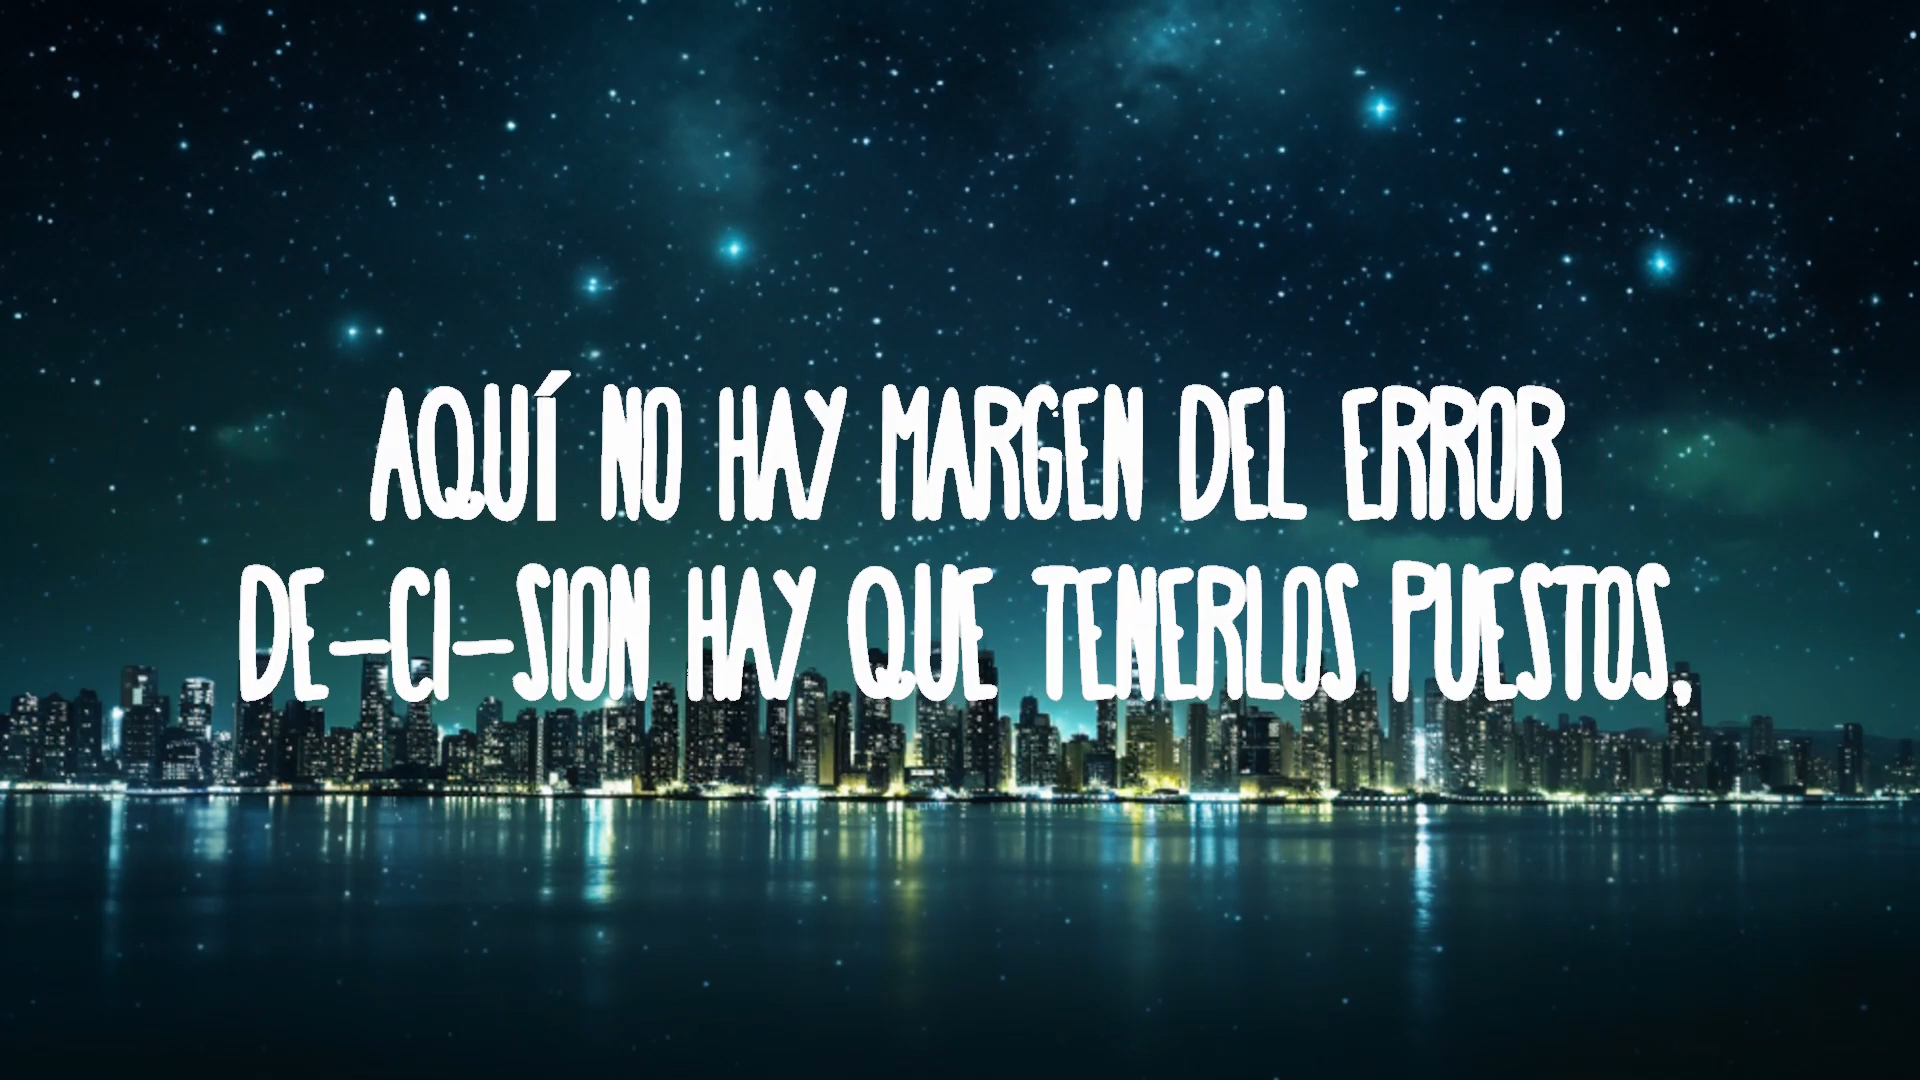 AQUÍ NO HAY MARGEN DEL ERROR
DE-CI-SION HAY QUE TENERLOS PUESTOS,